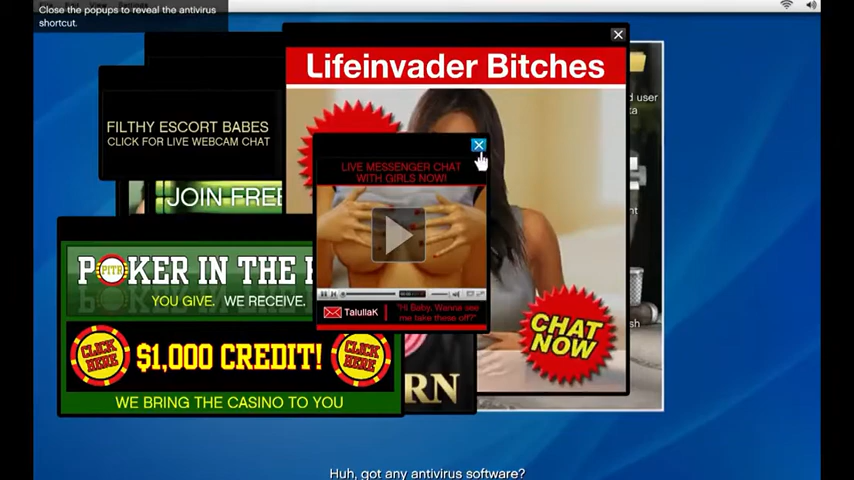 Close the popups to reveal the antivirus
shortcut.
Lifeinvader Bitches
d user
ta
FILTHY ESCORT BABES
CLICK FOR LIVE WEBCAM CHAT
LIVE MESSENGER CHAT
WITH GIRLS NOW!
JOIN FREE
POKER IN THE
PITR
YOU GIVE. WE RECEIVE.
TalullaK
"Hi Baby, Wanna see
me take these off?"
CHAT
NOW
CLICK
HERE
$1,000 CREDIT!
CLICK
HERE
RN
WE BRING THE CASINO TO YOU
Huh, got any antivirus software?